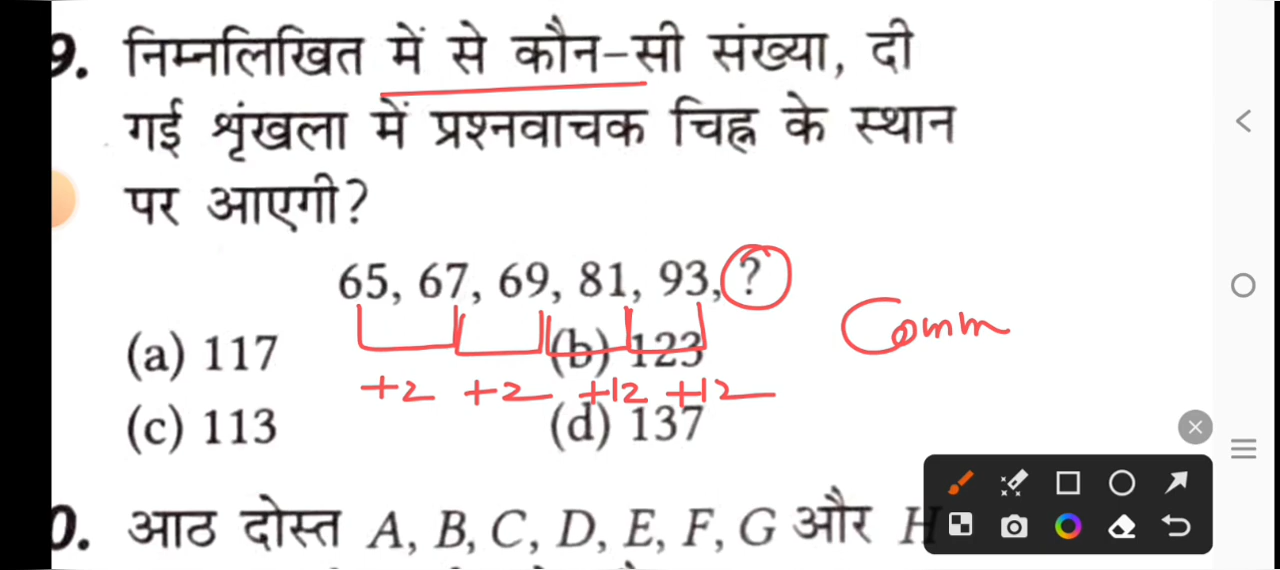 9. निम्नलिखित में से कौन-सी संख्या, दी
गई शृंखला में प्रश्नवाचक चिह्न के स्थान
पर आएगी?
65, 67, 69, 81, 93, ?
Comm
(a) 117 (b) 123
+2 +2 +12 +12
(c) 113 (d) 137
0. आठ दोस्त A, B, C, D, E, F, G और H